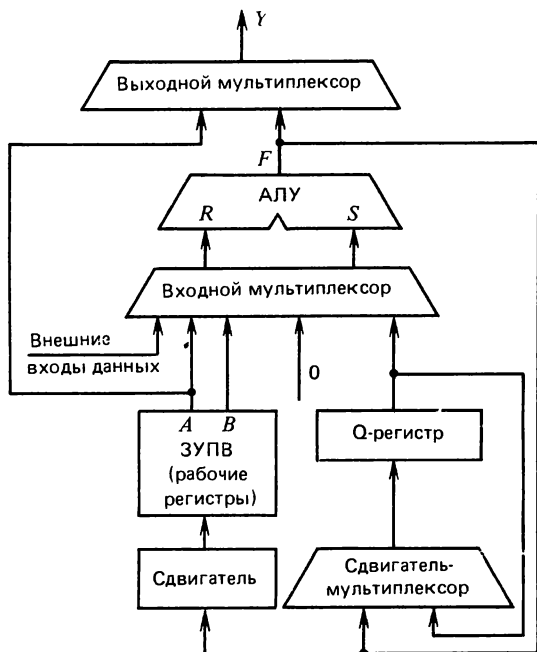 Y
Выходной мультиплексор
F
АЛУ
R S
Входной мультиплексор
Внешние
входы данных
0
A B
ЗУПВ
(рабочие
регистры)
Q-регистр
Сдвигатель
Сдвигатель-
мультиплексор